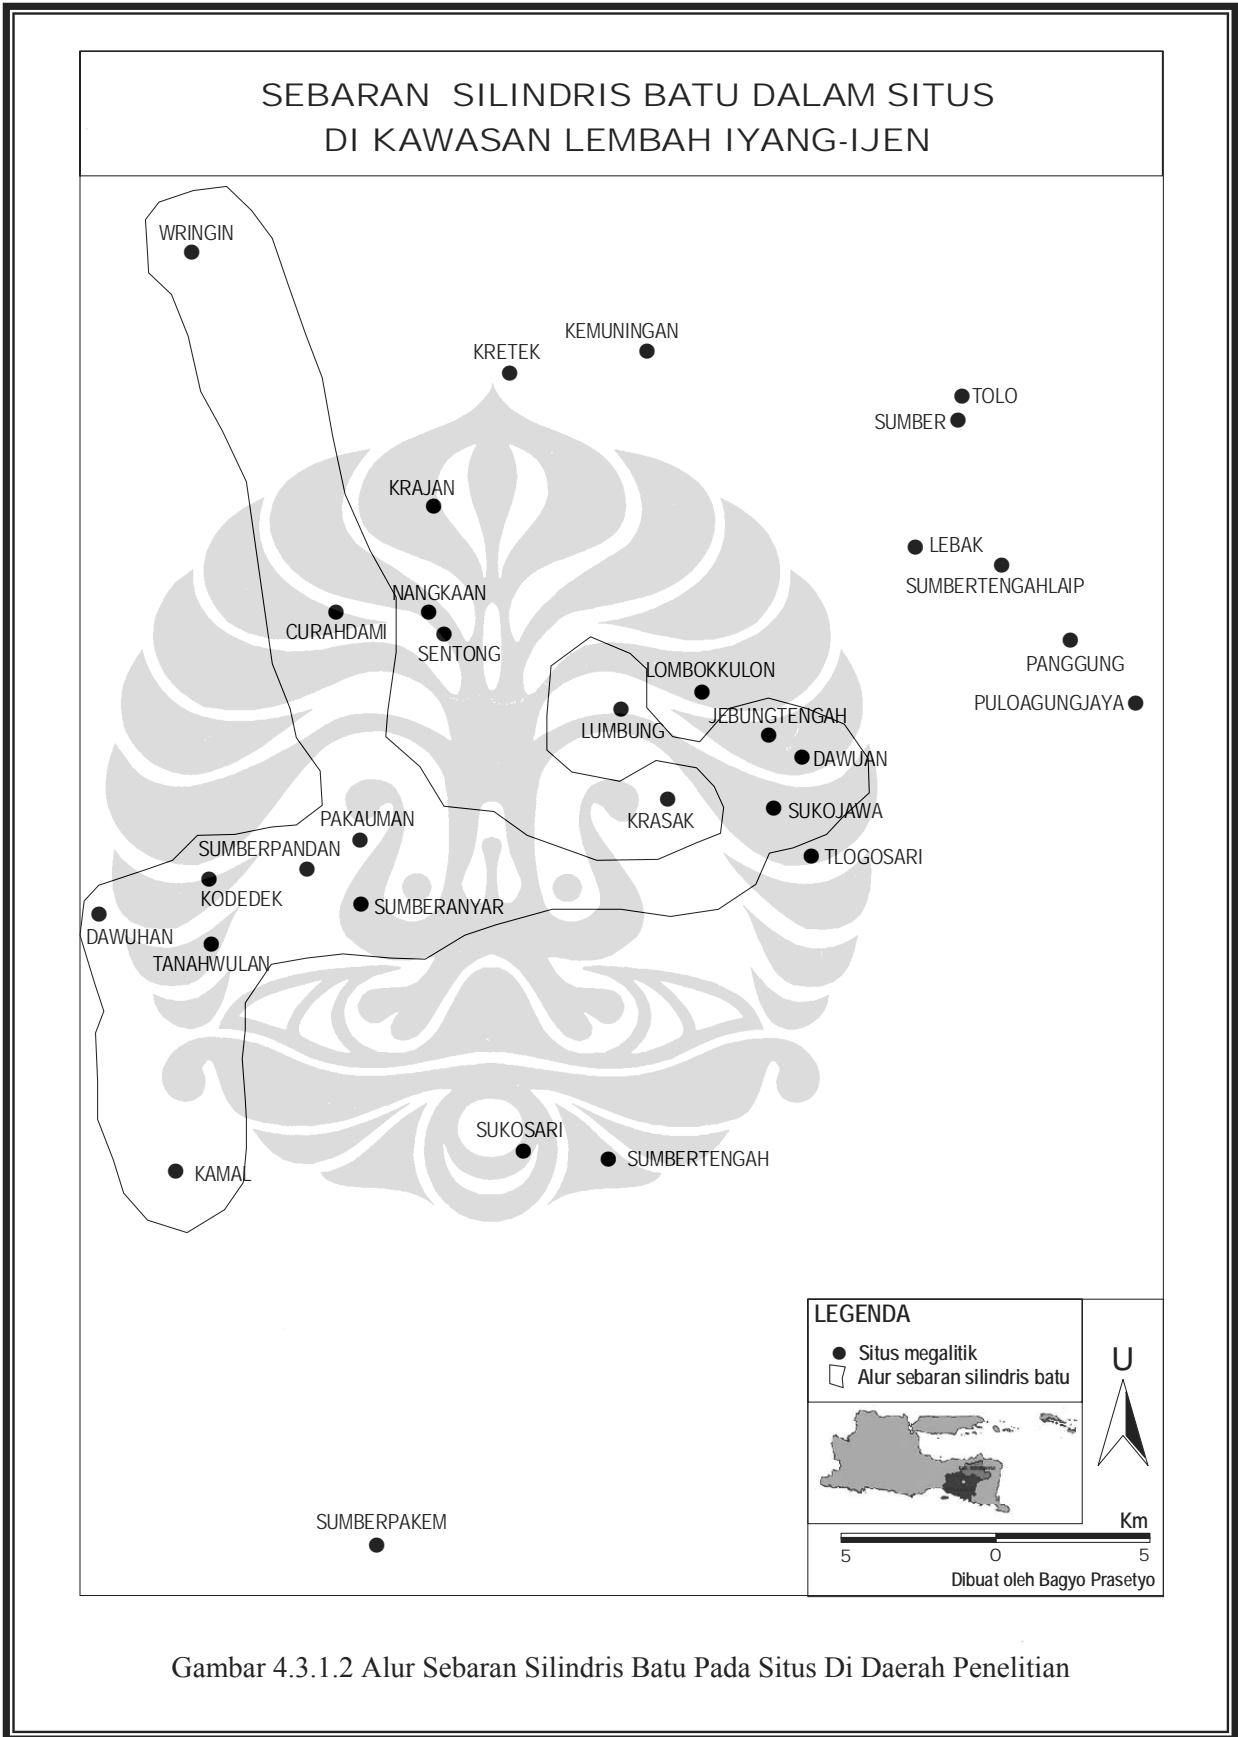 SEBARAN SILINDRIS BATU DALAM SITUS
DI KAWASAN LEMBAH IYANG-IJEN
WRINGIN
KEMUNINGAN
KRETEK
TOLO
SUMBER
KRAJAN
LEBAK
SUMBERTENGAHLAIP
NANGKAAN
CURAHDAMI
SENTONG
PANGGUNG
LOMBOKKULON
PULOAGUNGJAYA
JEBUNGTENGAH
LUMBUNG
DAWUAN
SUKOJAWA
KRASAK
PAKAUMAN
SUMBERPANDAN
TLOGOSARI
KODEDEK
SUMBERANYAR
DAWUHAN
TANAHWULAN
SUKOSARI
SUMBERTENGAH
KAMAL
LEGENDA
Situs megalitik
Alur sebaran silindris batu
U
SUMBERPAKEM
Km
5 0 5
Dibuat oleh Bagyo Prasetyo
Gambar 4.3.1.2 Alur Sebaran Silindris Batu Pada Situs Di Daerah Penelitian